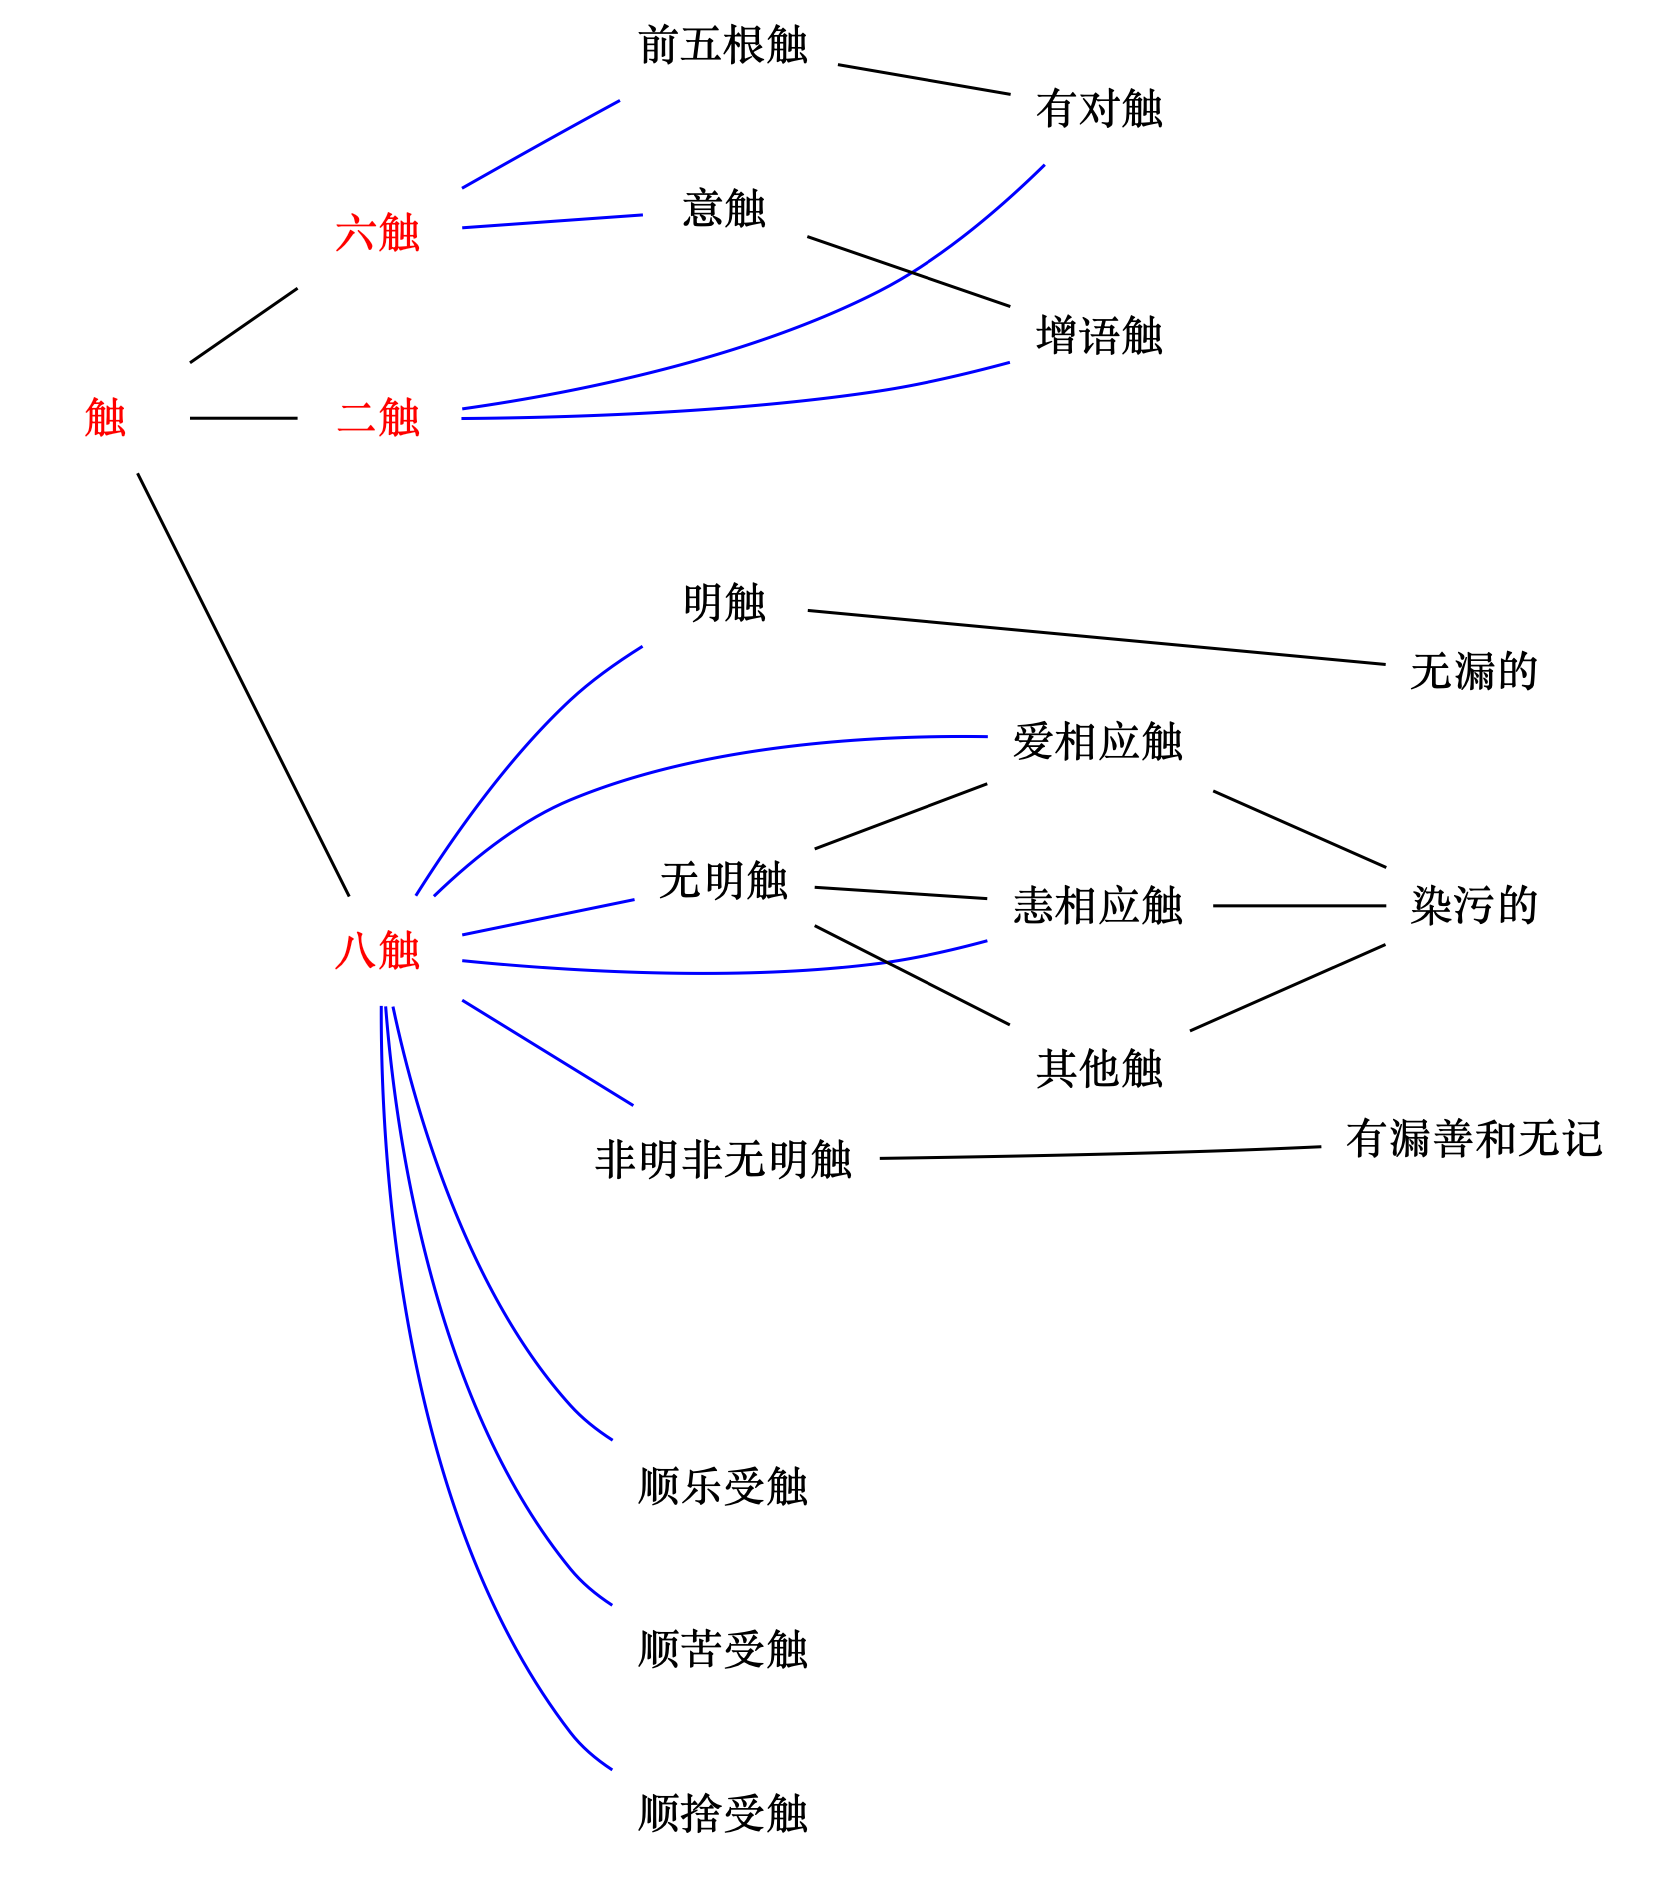 前五根触
有对触
意触
六触
增语触
触
二触
明触
无漏的
爱相应触
无明触
恚相应触
染污的
八触
其他触
有漏善和无记
非明非无明触
顺乐受触
顺苦受触
顺捨受触